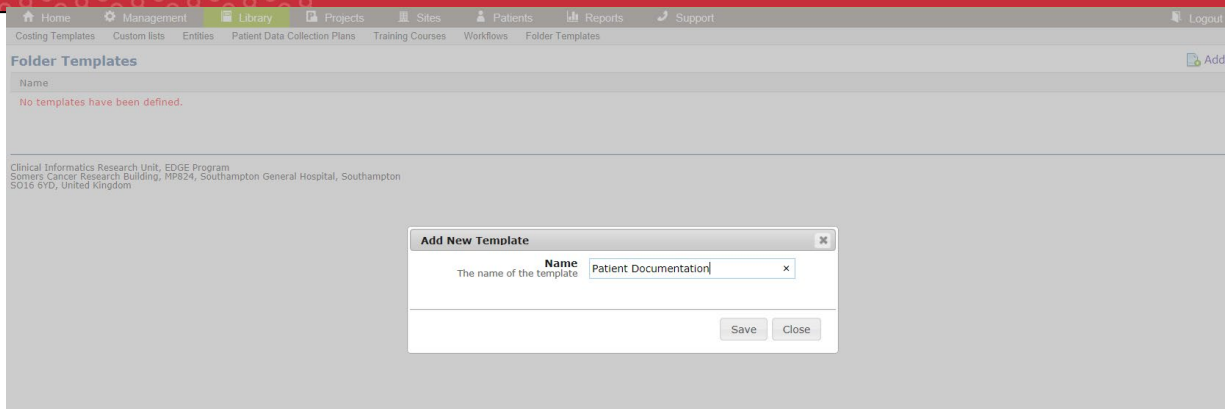 Home Management Library Projects Sites Patients Reports Support Logout
Costing Templates Custom lists Entities Patient Data Collection Plans Training Courses Workflows Folder Templates
Folder Templates Add
Name
No templates have been defined.
Clinical Informatics Research Unit, EDGE Program
Somers Cancer Research Building, MP824, Southampton General Hospital, Southampton
SO16 6YD, United Kingdom
Add New Template
Name Patient Documentation
The name of the template
Save Close